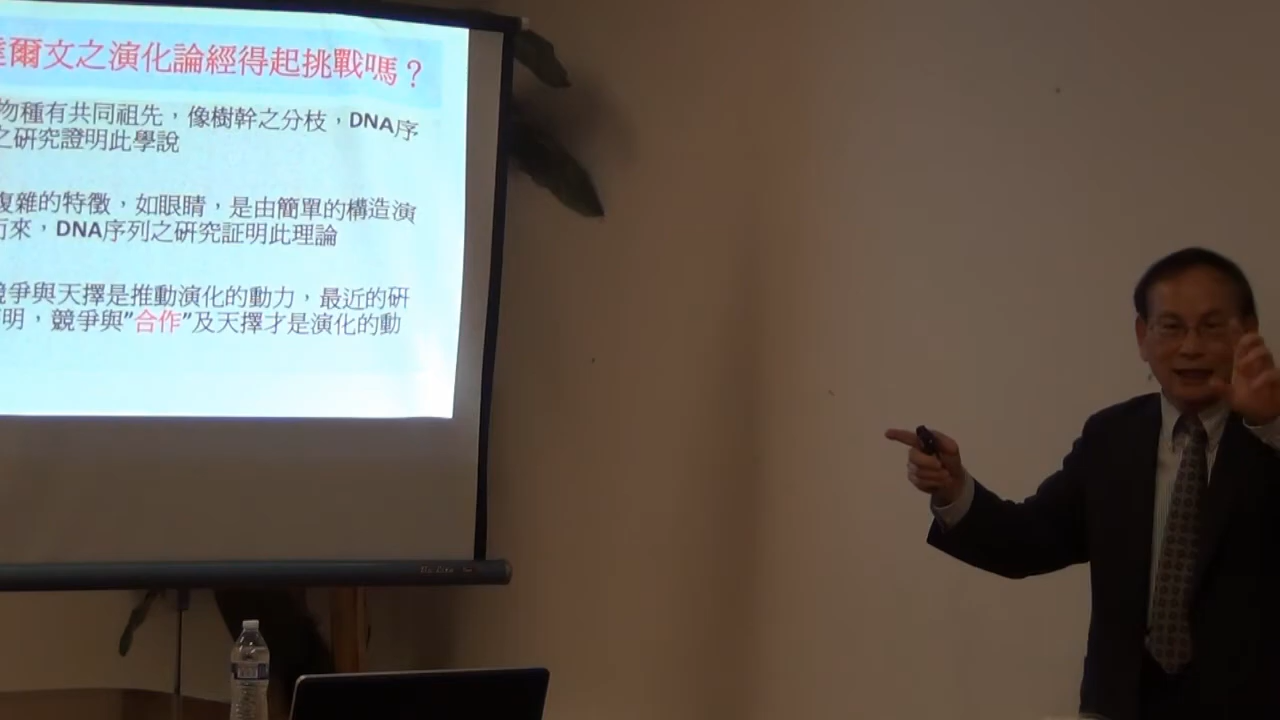 爾文之演化論經得起挑戰嗎？
物種有共同祖先，像樹幹之分枝，DNA序
之研究證明此學說
複雜的特徵，如眼睛，是由簡單的構造演
而來，DNA序列之研究証明此理論
競爭與天擇是推動演化的動力，最近的研
明，競爭與"合作"及天擇才是演化的動